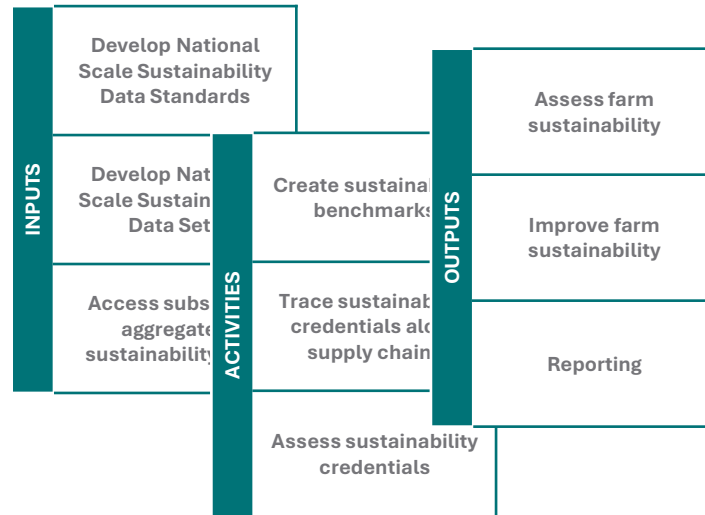 INPUTS
Develop National
Scale Sustainability
Data Standards
Develop Nat
Scale Sustain
Data Set
Access subs
aggregate
sustainability
ACTIVITIES
Create sustainab
benchmarks
Trace sustainab
credentials alo
supply chain
Assess sustainability
credentials
OUTPUTS
Assess farm
sustainability
Improve farm
sustainability
Reporting